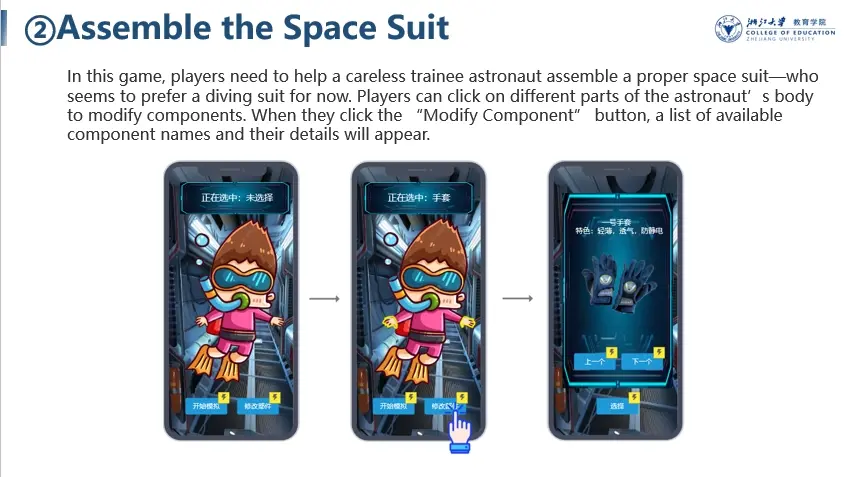 ②Assemble the Space Suit
浙江大学 教育学院
COLLEGE OF EDUCATION
ZHEJIANG UNIVERSITY
In this game, players need to help a careless trainee astronaut assemble a proper space suit—who
seems to prefer a diving suit for now. Players can click on different parts of the astronaut’s body
to modify components. When they click the “Modify Component” button, a list of available
component names and their details will appear.
正在选中：未选择
开始模拟
修改部件
正在选中：手套
开始模拟
修改部件
一号手套
特色：轻薄，透气，防静电
上一个
下一个
选择